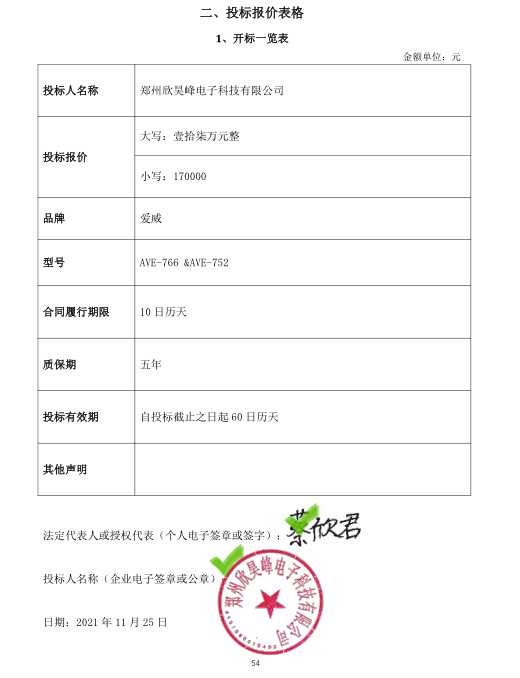 二、投标报价表格
1、开标一览表
金额单位：元
投标人名称 郑州欣昊峰电子科技有限公司
投标报价 大写：壹拾柒万元整
小写：170000
品牌 爱威
型号 AVE-766 &AVE-752
合同履行期限 10 日历天
质保期 五年
投标有效期 自投标截止之日起 60 日历天
其他声明
法定代表人或授权代表（个人电子签章或签字）： 蔡欣君
投标人名称（企业电子签章或公章）：
郑州欣昊峰电子科技有限公司
日期：2021 年 11 月 25 日
54